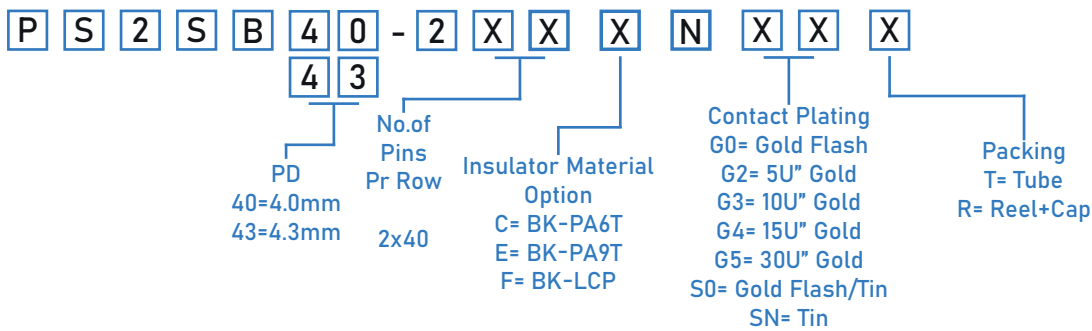 P S 2 S B 4 0 - 2 X X X N X X X
4 3
PD
40=4.0mm
43=4.3mm
No.of
Pins
Pr Row
2x40
Insulator Material
Option
C= BK-PA6T
E= BK-PA9T
F= BK-LCP
Contact Plating
G0= Gold Flash
G2= 5U" Gold
G3= 10U" Gold
G4= 15U" Gold
G5= 30U" Gold
S0= Gold Flash/Tin
SN= Tin
Packing
T= Tube
R= Reel+Cap